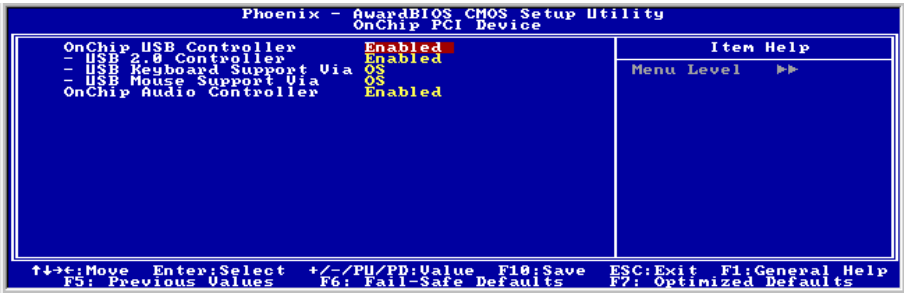 Phoenix - AwardBIOS CMOS Setup Utility
OnChip PCI Device
OnChip USB Controller Enabled
- USB 2.0 Controller Enabled
- USB Keyboard Support Via OS
- USB Mouse Support Via OS
OnChip Audio Controller Enabled
Item Help
Menu Level ►►
↑↓→←:Move Enter:Select +/-/PU/PD:Value F10:Save ESC:Exit F1:General Help
F5: Previous Values F6: Fail-Safe Defaults F7: Optimized Defaults